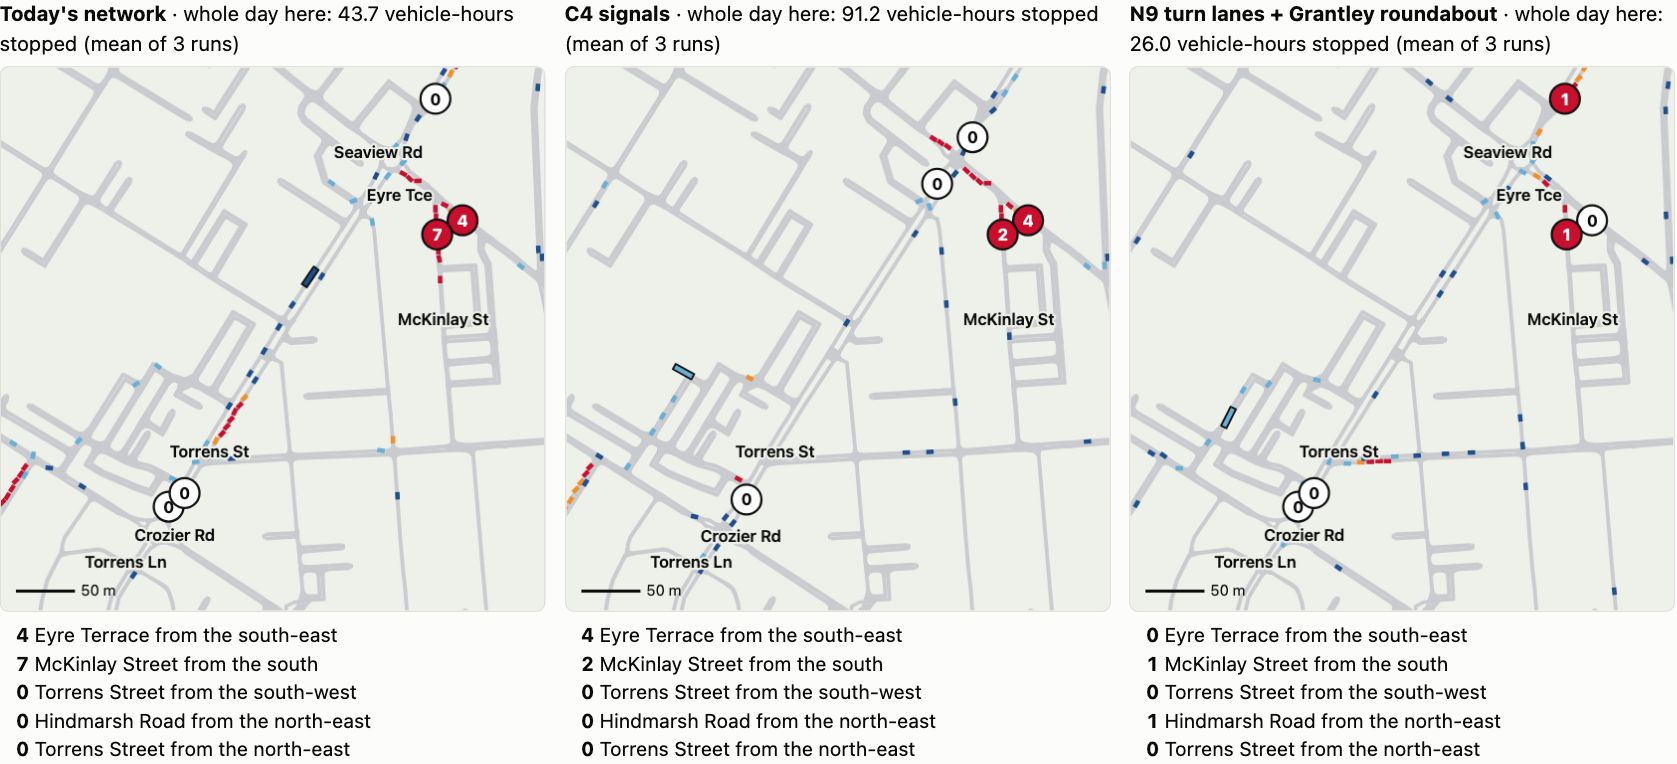 Today's network · whole day here: 43.7 vehicle-hours
stopped (mean of 3 runs)
0
Seaview Rd
Eyre Tce
4
7
McKinlay St
Torrens St
0
0
Crozier Rd
Torrens Ln
50 m
4 Eyre Terrace from the south-east
7 McKinlay Street from the south
0 Torrens Street from the south-west
0 Hindmarsh Road from the north-east
0 Torrens Street from the north-east
C4 signals · whole day here: 91.2 vehicle-hours stopped
(mean of 3 runs)
0
0
4
2
McKinlay St
Torrens St
0
Crozier Rd
Torrens Ln
50 m
4 Eyre Terrace from the south-east
2 McKinlay Street from the south
0 Torrens Street from the south-west
0 Hindmarsh Road from the north-east
0 Torrens Street from the north-east
N9 turn lanes + Grantley roundabout · whole day here:
26.0 vehicle-hours stopped (mean of 3 runs)
1
Seaview Rd
Eyre Tce
0
1
McKinlay St
Torrens St
0
0
Crozier Rd
Torrens Ln
50 m
0 Eyre Terrace from the south-east
1 McKinlay Street from the south
0 Torrens Street from the south-west
1 Hindmarsh Road from the north-east
0 Torrens Street from the north-east